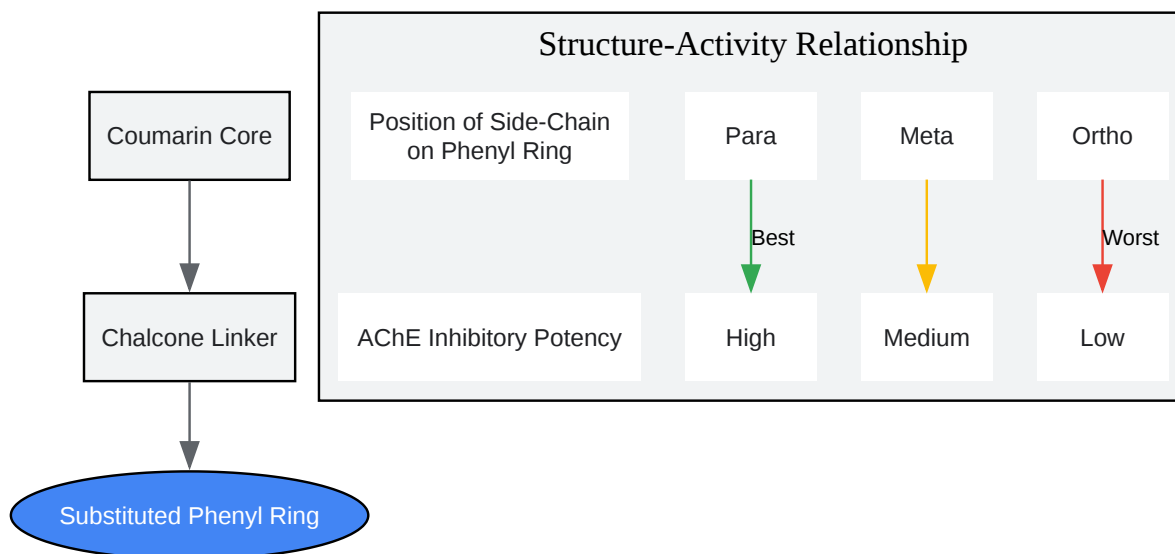 Structure-Activity Relationship
Coumarin Core
Position of Side-Chain
on Phenyl Ring
Para
Meta
Ortho
Best
Worst
Chalcone Linker
AChE Inhibitory Potency
High
Medium
Low
Substituted Phenyl Ring